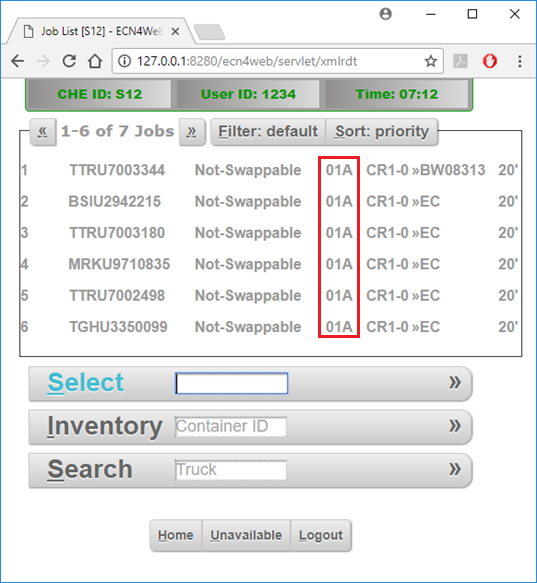 Job List [S12] - ECN4Web
127.0.0.1:8280/ecn4web/servlet/xmlrdt
CHE ID: S12 User ID: 1234 Time: 07:12
« 1-6 of 7 Jobs » Filter: default Sort: priority
1 TTRU7003344 Not-Swappable 01A CR1-0 »BW08313 20'
2 BSIU2942215 Not-Swappable 01A CR1-0 »EC 20'
3 TTRU7003180 Not-Swappable 01A CR1-0 »EC 20'
4 MRKU9710835 Not-Swappable 01A CR1-0 »EC 20'
5 TTRU7002498 Not-Swappable 01A CR1-0 »EC 20'
6 TGHU3350099 Not-Swappable 01A CR1-0 »EC 20'
Select »
Inventory Container ID »
Search Truck »
Home Unavailable Logout